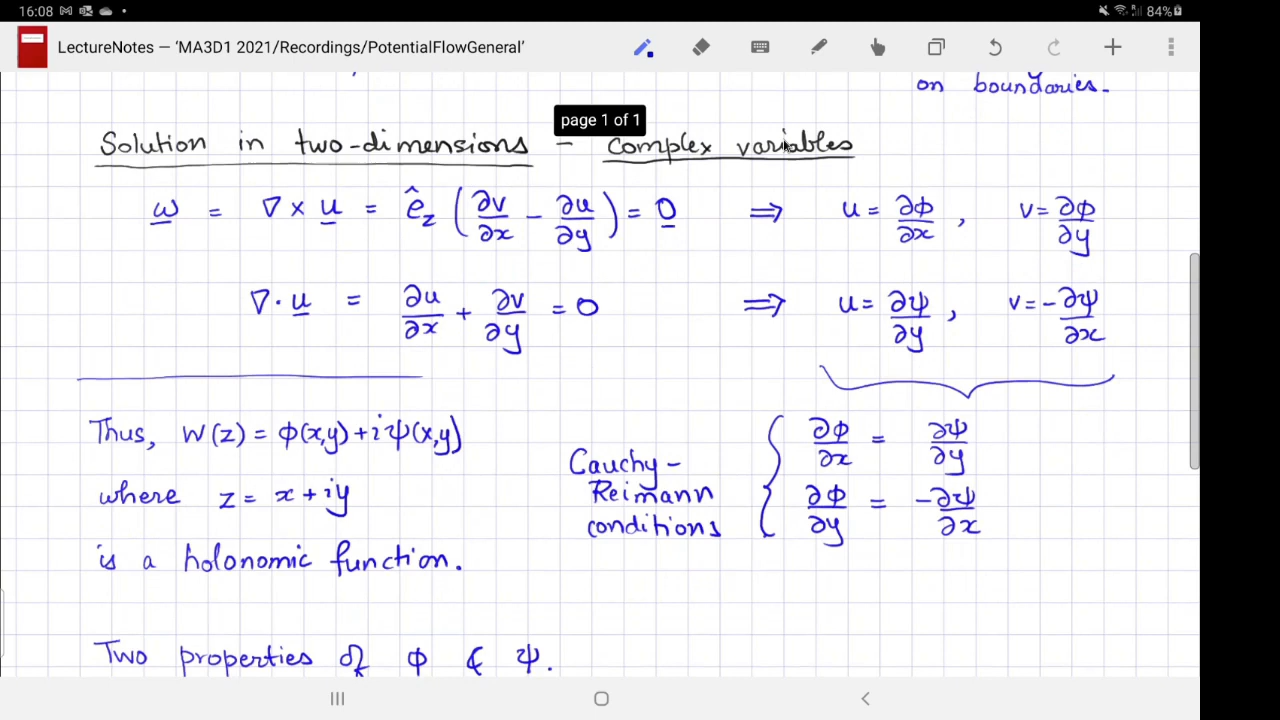 16:08 84%
LectureNotes — ‘MA3D1 2021/Recordings/PotentialFlowGeneral’
on boundaries.
page 1 of 1
Solution in two-dimensions - complex variables
ω = ∇ × u = ê_z (∂v/∂x - ∂u/∂y) = 0 ⟹ u = ∂ϕ/∂x , v = ∂ϕ/∂y
∇ · u = ∂u/∂x + ∂v/∂y = 0 ⟹ u = ∂ψ/∂y , v = -∂ψ/∂x
Thus, W(z) = ϕ(x,y) + iψ(x,y)
where z = x + iy
is a holonomic function.
Cauchy-
Reimann
conditions
∂ϕ/∂x = ∂ψ/∂y
∂ϕ/∂y = -∂ψ/∂x
Two properties of ϕ & ψ.